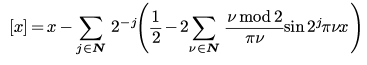 [x] = x − ∑_{j∈N} 2^{−j} ( 1/2 − 2 ∑_{ν∈N} (ν mod 2)/(πν) sin 2^j πνx )